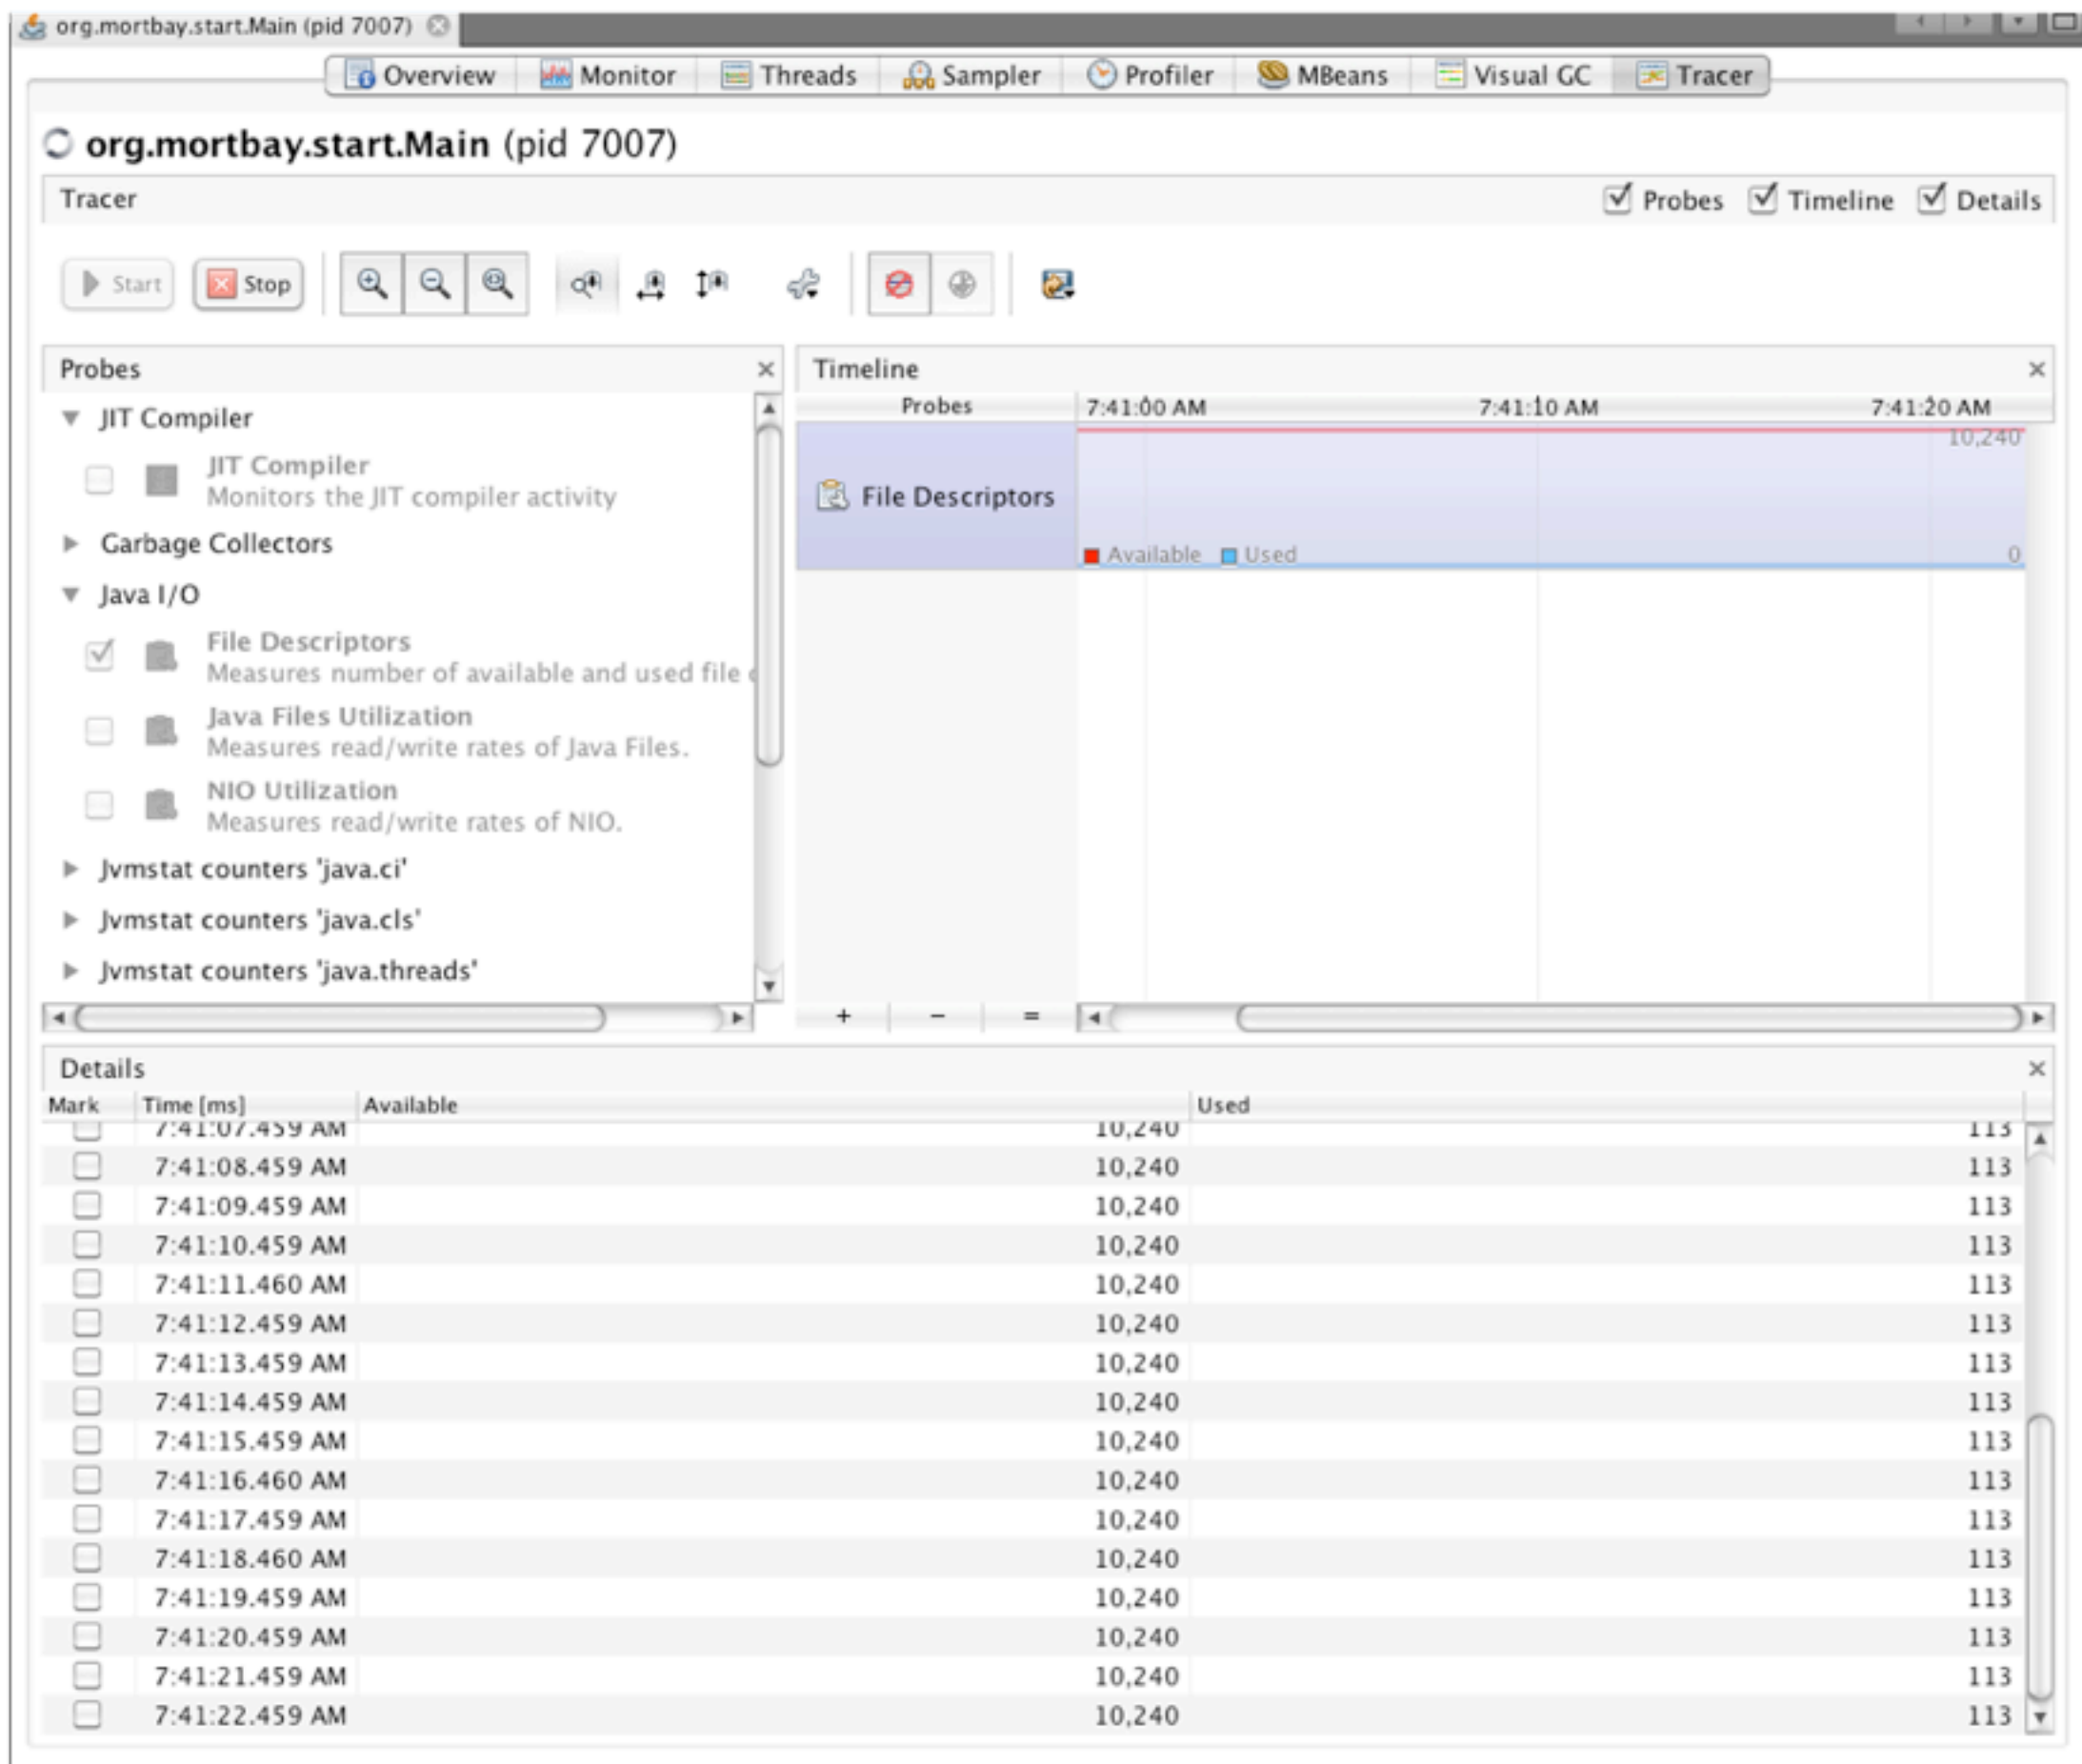 org.mortbay.start.Main (pid 7007)
Overview Monitor Threads Sampler Profiler MBeans Visual GC Tracer
org.mortbay.start.Main (pid 7007)
Tracer Probes Timeline Details
Start Stop
Probes
JIT Compiler
JIT Compiler
Monitors the JIT compiler activity
Garbage Collectors
Java I/O
File Descriptors
Measures number of available and used file
Java Files Utilization
Measures read/write rates of Java Files.
NIO Utilization
Measures read/write rates of NIO.
Jvmstat counters 'java.ci'
Jvmstat counters 'java.cls'
Jvmstat counters 'java.threads'
Timeline
Probes 7:41:00 AM 7:41:10 AM 7:41:20 AM
10,240
File Descriptors
Available Used 0
+ - =
Details
Mark Time [ms] Available Used
7:41:07.459 AM 10,240 113
7:41:08.459 AM 10,240 113
7:41:09.459 AM 10,240 113
7:41:10.459 AM 10,240 113
7:41:11.460 AM 10,240 113
7:41:12.459 AM 10,240 113
7:41:13.459 AM 10,240 113
7:41:14.459 AM 10,240 113
7:41:15.459 AM 10,240 113
7:41:16.460 AM 10,240 113
7:41:17.459 AM 10,240 113
7:41:18.460 AM 10,240 113
7:41:19.459 AM 10,240 113
7:41:20.459 AM 10,240 113
7:41:21.459 AM 10,240 113
7:41:22.459 AM 10,240 113